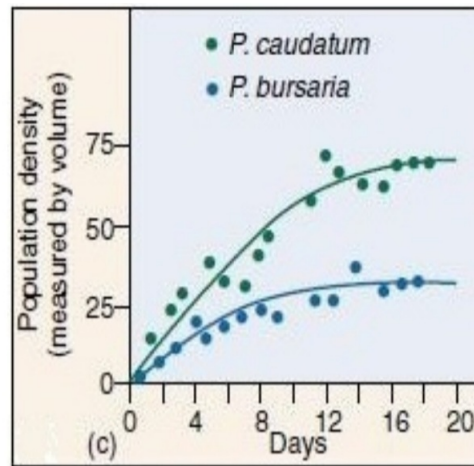 P. caudatum
P. bursaria
Population density
(measured by volume)
75
50
25
0
0 4 8 12 16 20
(c) Days